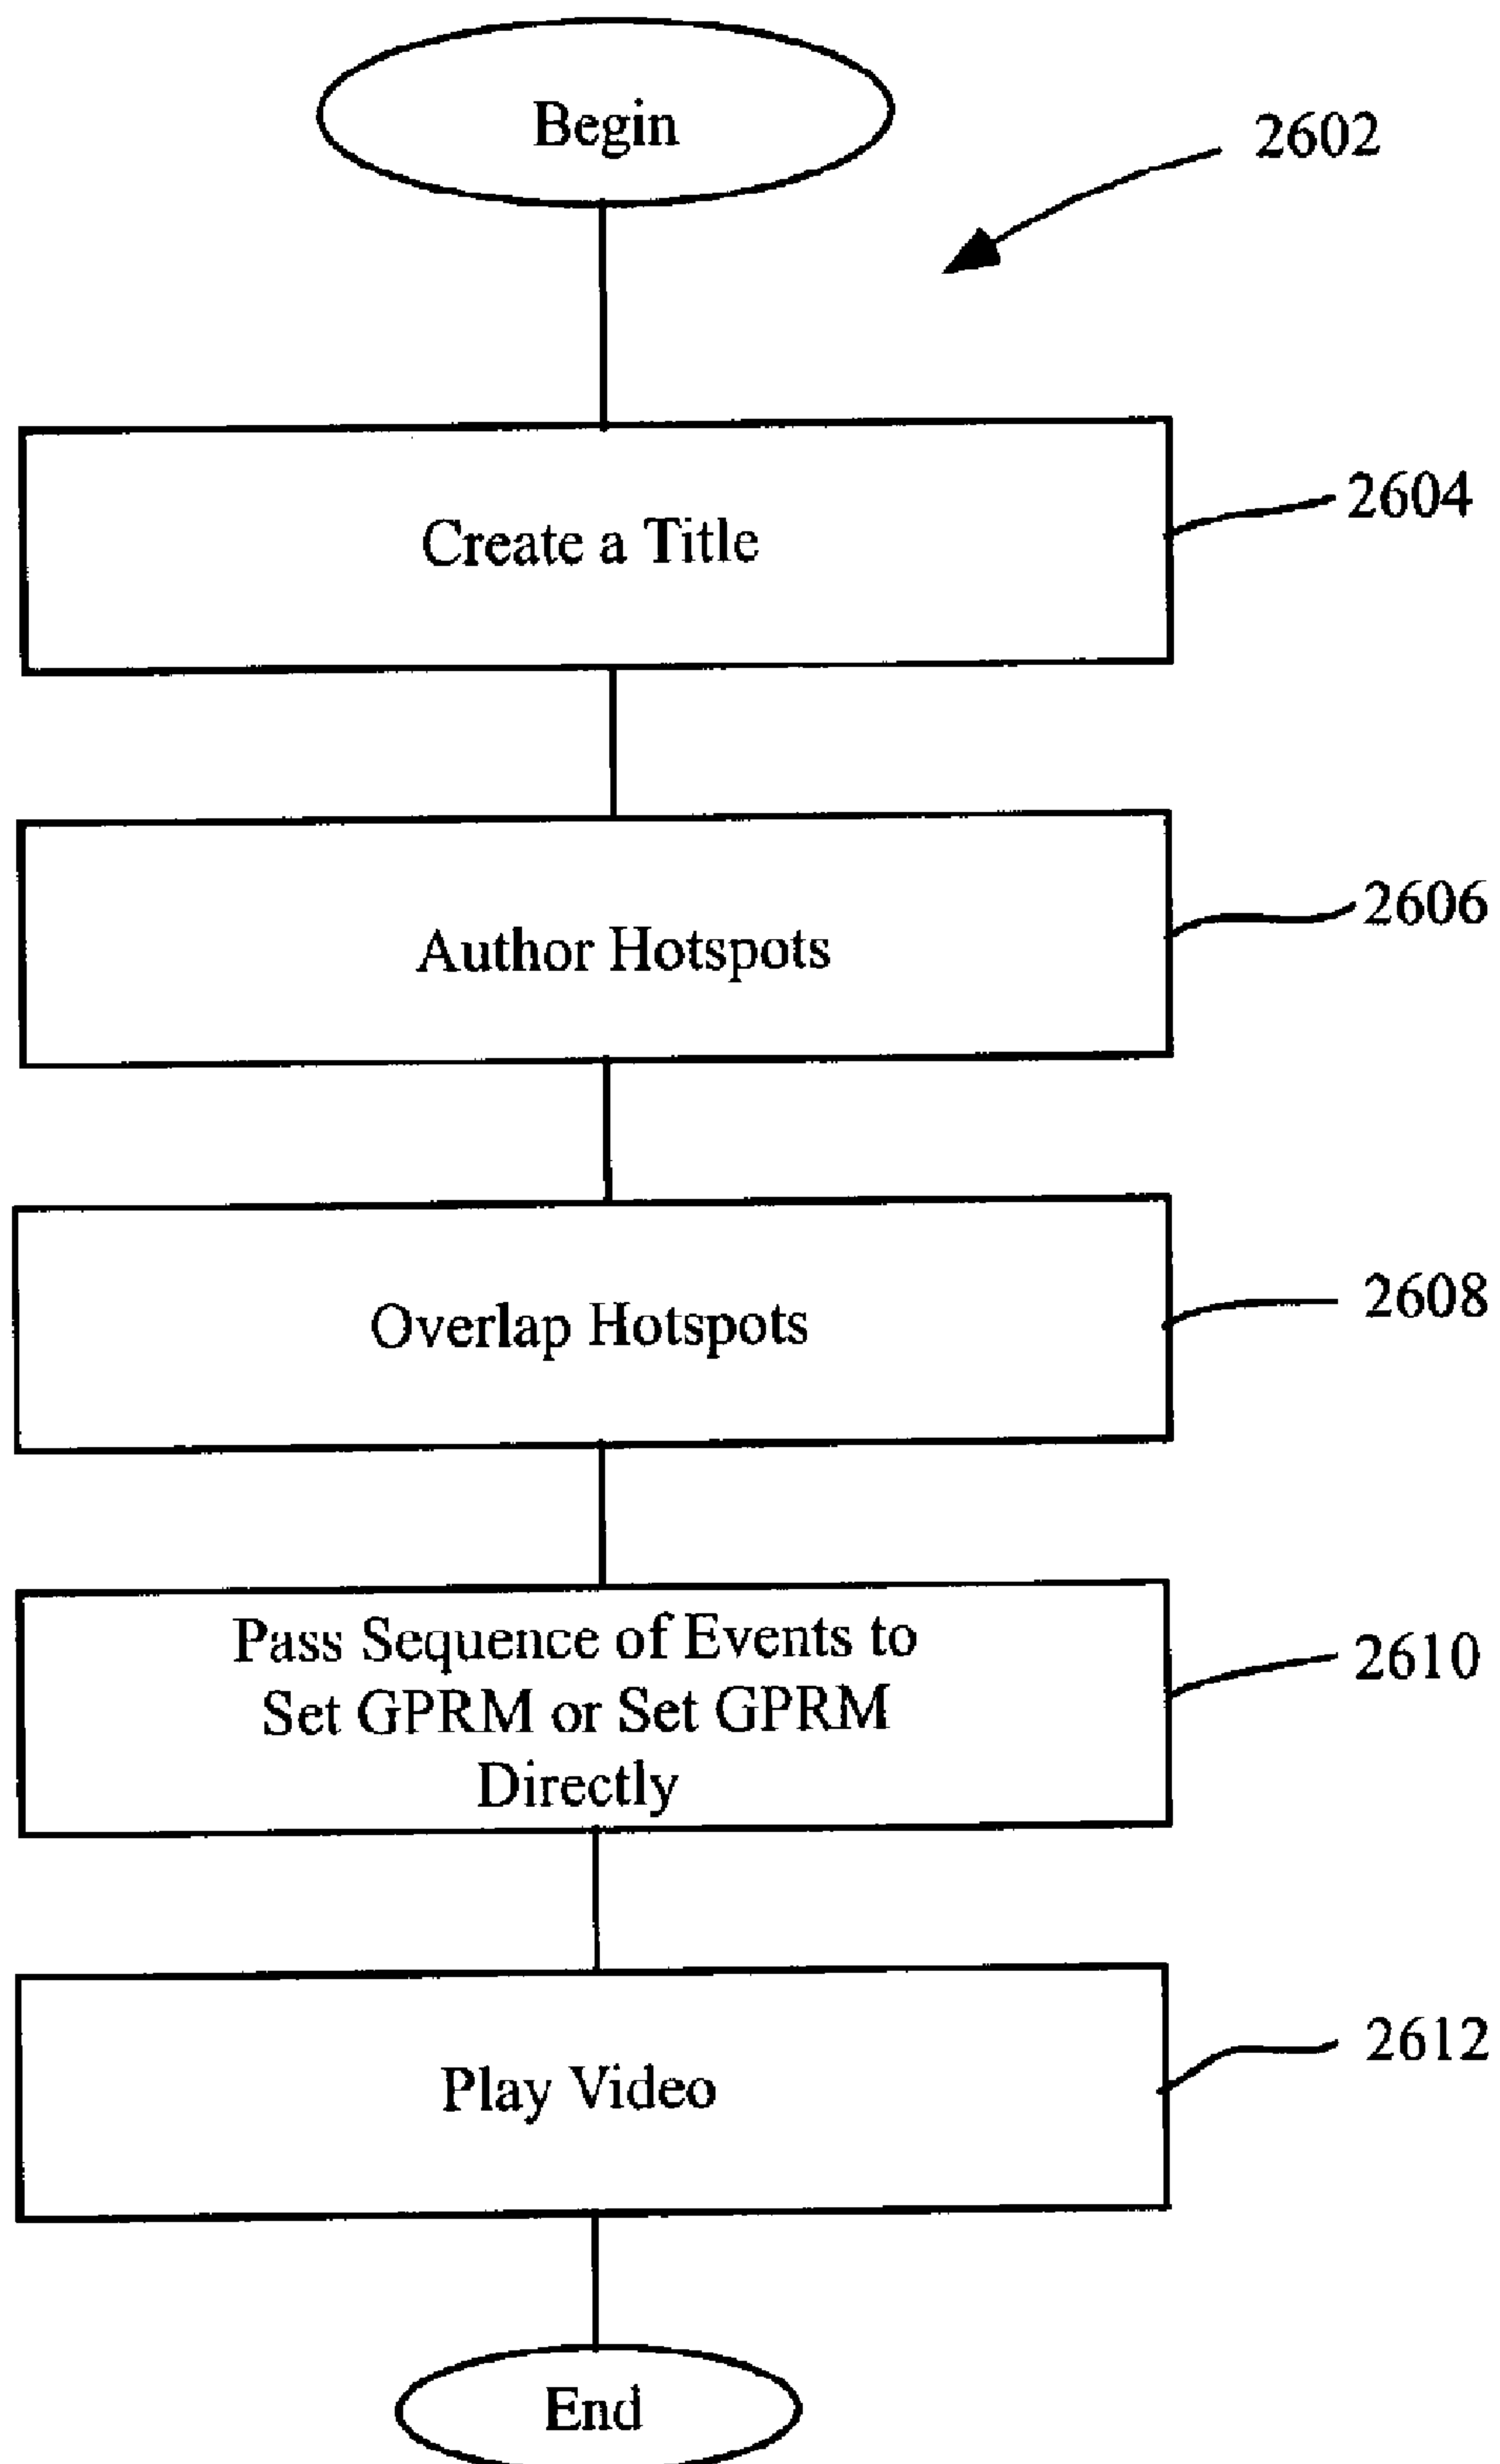 Begin
2602
Create a Title
2604
Author Hotspots
2606
Overlap Hotspots
2608
Pass Sequence of Events to
Set GPRM or Set GPRM
Directly
2610
Play Video
2612
End